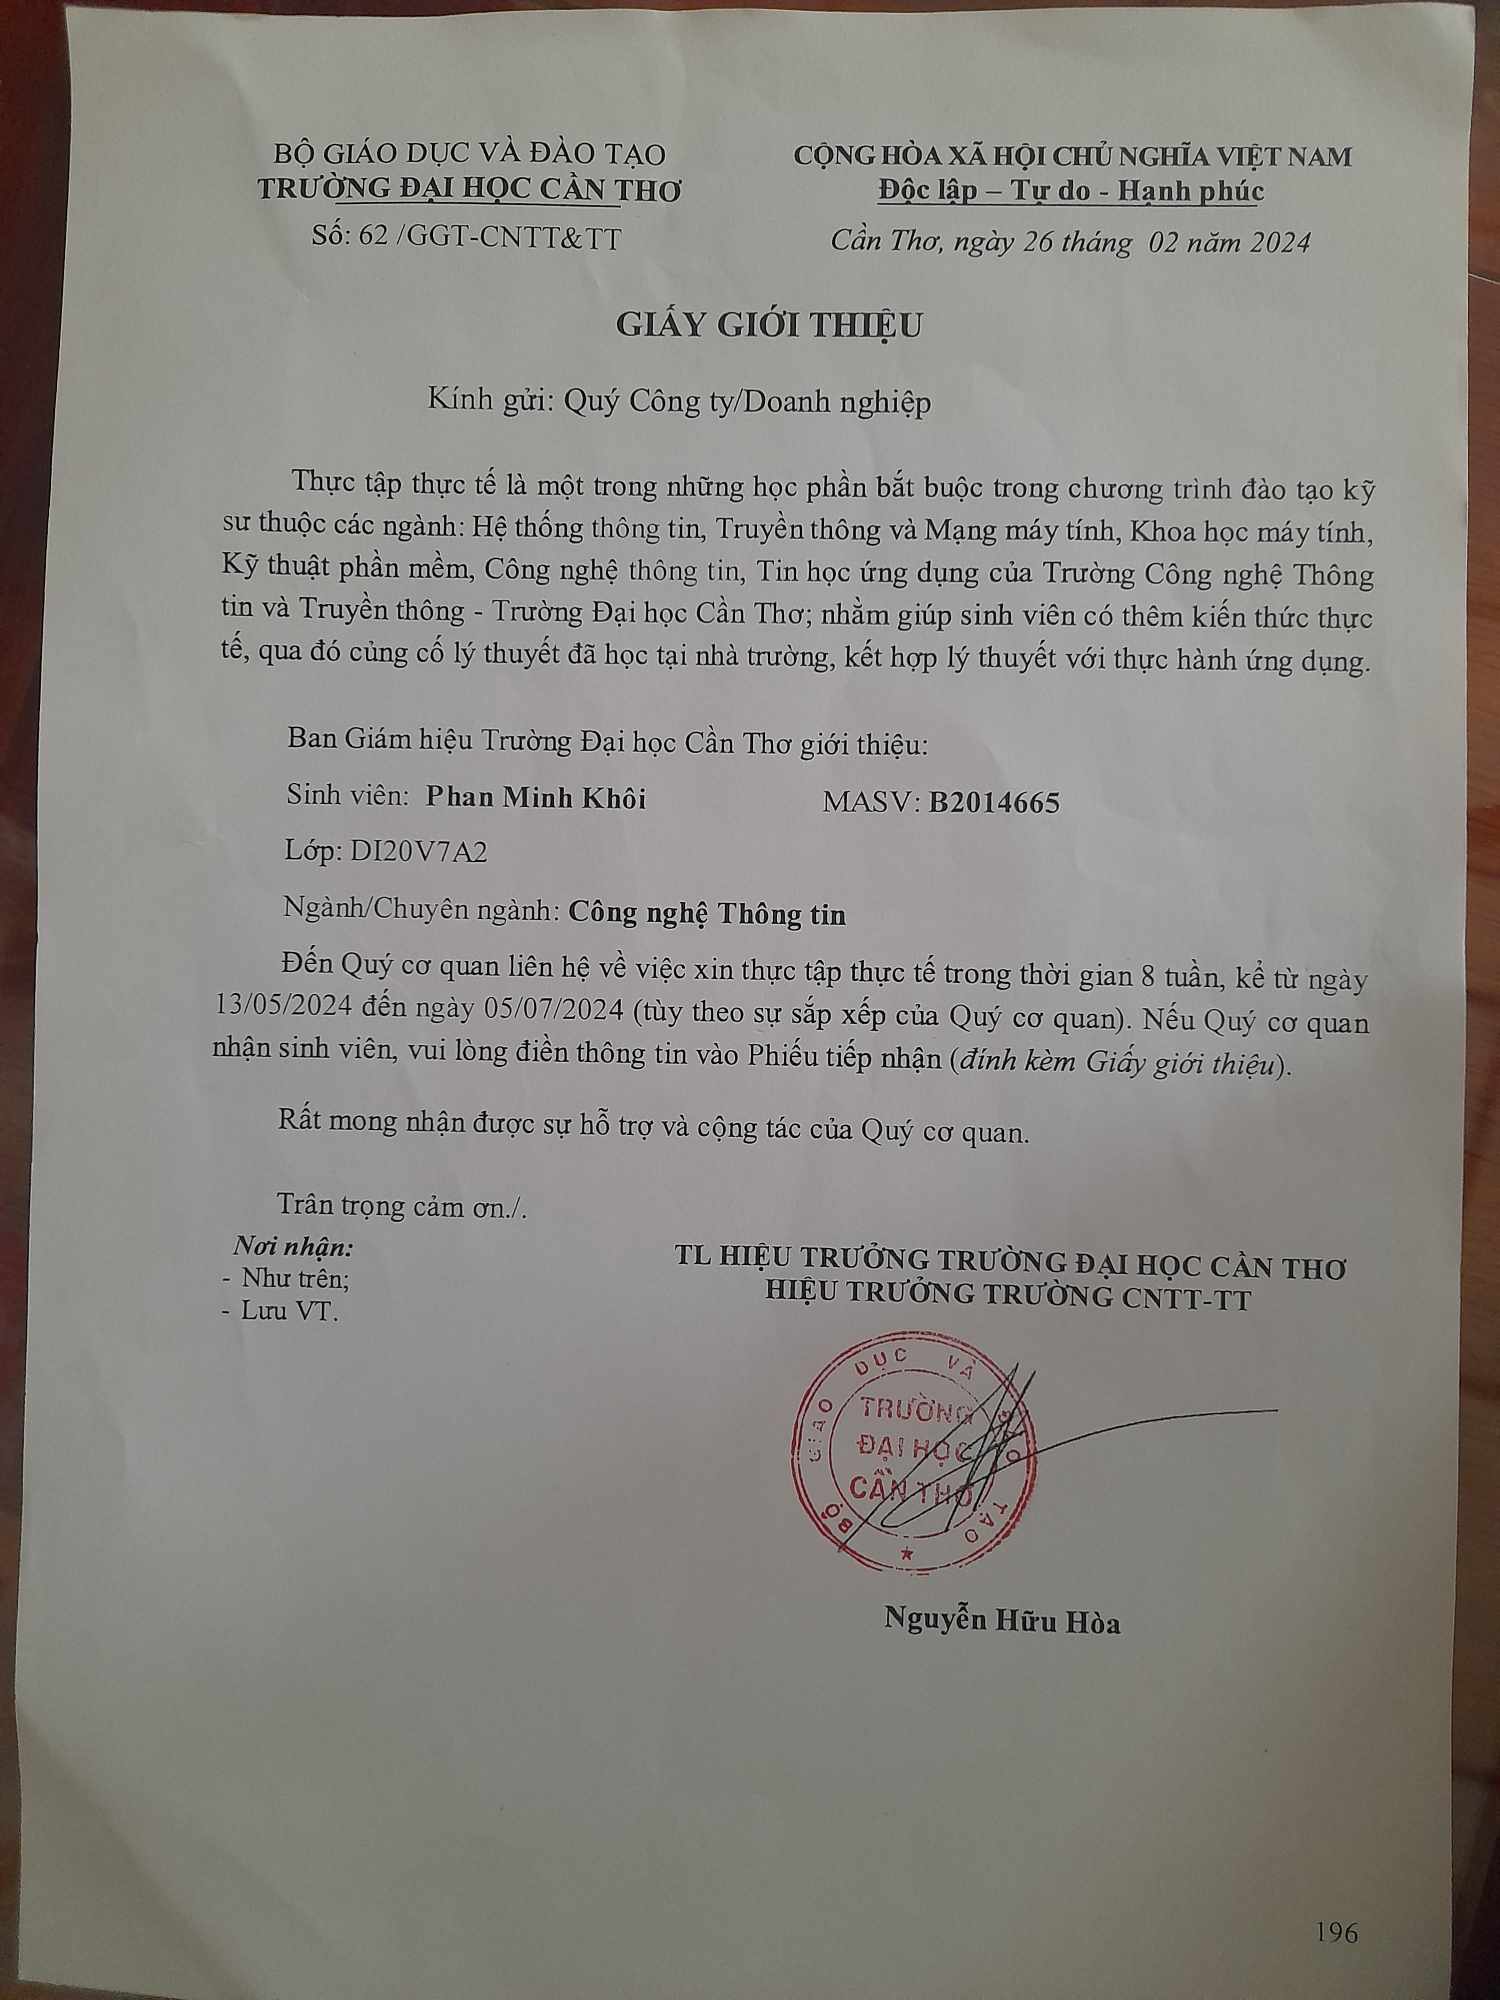 BỘ GIÁO DỤC VÀ ĐÀO TẠO
TRƯỜNG ĐẠI HỌC CẦN THƠ
Số: 62 /GGT-CNTT&TT
CỘNG HÒA XÃ HỘI CHỦ NGHĨA VIỆT NAM
Độc lập – Tự do - Hạnh phúc
Cần Thơ, ngày 26 tháng 02 năm 2024
GIẤY GIỚI THIỆU
Kính gửi: Quý Công ty/Doanh nghiệp
Thực tập thực tế là một trong những học phần bắt buộc trong chương trình đào tạo kỹ
sư thuộc các ngành: Hệ thống thông tin, Truyền thông và Mạng máy tính, Khoa học máy tính,
Kỹ thuật phần mềm, Công nghệ thông tin, Tin học ứng dụng của Trường Công nghệ Thông
tin và Truyền thông - Trường Đại học Cần Thơ; nhằm giúp sinh viên có thêm kiến thức thực
tế, qua đó củng cố lý thuyết đã học tại nhà trường, kết hợp lý thuyết với thực hành ứng dụng.
Ban Giám hiệu Trường Đại học Cần Thơ giới thiệu:
Sinh viên: Phan Minh Khôi MASV: B2014665
Lớp: DI20V7A2
Ngành/Chuyên ngành: Công nghệ Thông tin
Đến Quý cơ quan liên hệ về việc xin thực tập thực tế trong thời gian 8 tuần, kể từ ngày
13/05/2024 đến ngày 05/07/2024 (tùy theo sự sắp xếp của Quý cơ quan). Nếu Quý cơ quan
nhận sinh viên, vui lòng điền thông tin vào Phiếu tiếp nhận (đính kèm Giấy giới thiệu).
Rất mong nhận được sự hỗ trợ và cộng tác của Quý cơ quan.
Trân trọng cảm ơn./.
Nơi nhận:
- Như trên;
- Lưu VT.
TL HIỆU TRƯỞNG TRƯỜNG ĐẠI HỌC CẦN THƠ
HIỆU TRƯỞNG TRƯỜNG CNTT-TT
BỘ GIÁO DỤC VÀ ĐÀO TẠO
TRƯỜNG
ĐẠI HỌC
CẦN THƠ
Nguyễn Hữu Hòa
196